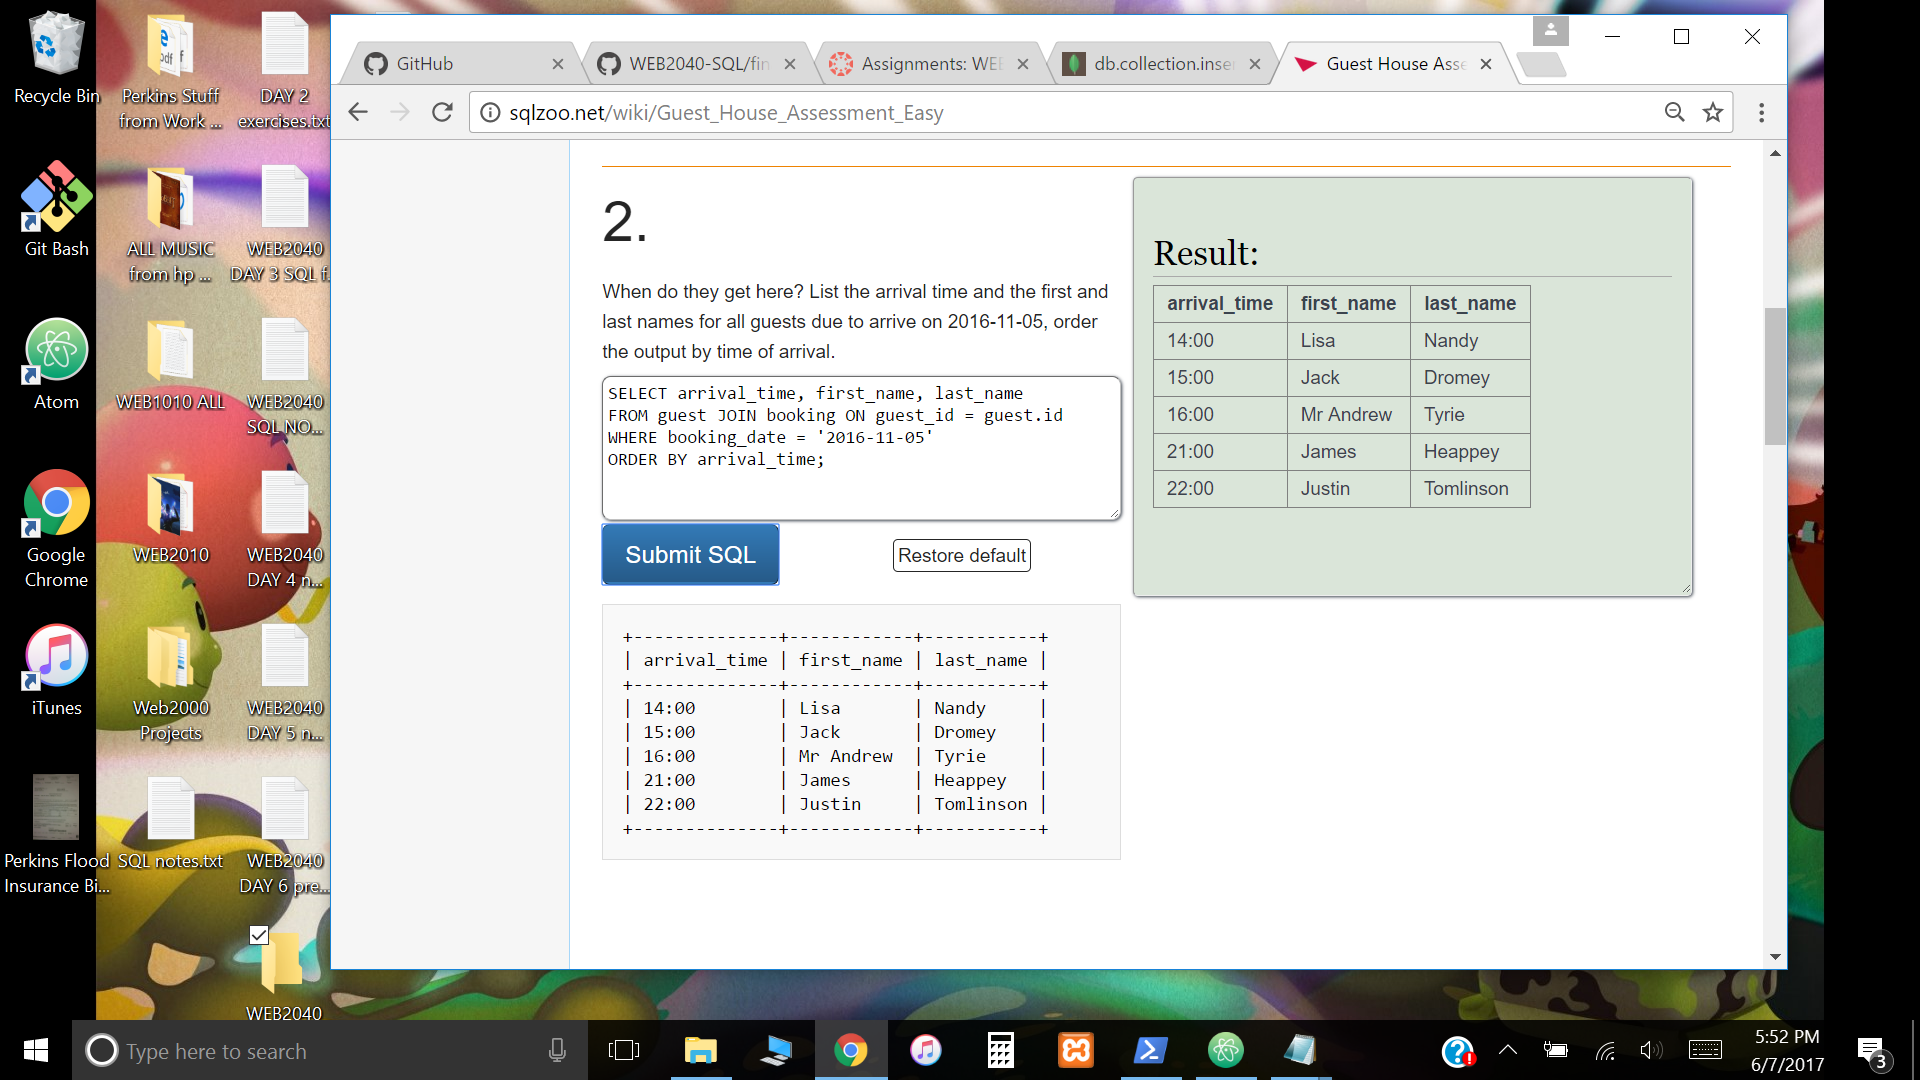 Recycle Bin
Perkins Stuff
from Work ...
DAY 2
exercises.txt
Git Bash
ALL MUSIC
from hp ...
WEB2040
DAY 3 SQL f...
Atom
WEB1010 ALL
WEB2040
SQL NO...
Google
Chrome
WEB2010
WEB2040
DAY 4 n...
iTunes
Web2000
Projects
WEB2040
DAY 5 n...
Perkins Flood
Insurance Bi...
SQL notes.txt
WEB2040
DAY 6 pre...
WEB2040
GitHub
WEB2040-SQL/fin
Assignments: WEB
db.collection.inser
Guest House Asse
sqlzoo.net/wiki/Guest_House_Assessment_Easy
2.
When do they get here? List the arrival time and the first and
last names for all guests due to arrive on 2016-11-05, order
the output by time of arrival.
SELECT arrival_time, first_name, last_name
FROM guest JOIN booking ON guest_id = guest.id
WHERE booking_date = '2016-11-05'
ORDER BY arrival_time;
Submit SQL
Restore default
+--------------+------------+-----------+
| arrival_time | first_name | last_name |
+--------------+------------+-----------+
| 14:00        | Lisa       | Nandy     |
| 15:00        | Jack       | Dromey    |
| 16:00        | Mr Andrew  | Tyrie     |
| 21:00        | James      | Heappey   |
| 22:00        | Justin     | Tomlinson |
+--------------+------------+-----------+
Result:
arrival_time first_name last_name
14:00 Lisa Nandy
15:00 Jack Dromey
16:00 Mr Andrew Tyrie
21:00 James Heappey
22:00 Justin Tomlinson
Type here to search
5:52 PM
6/7/2017
3